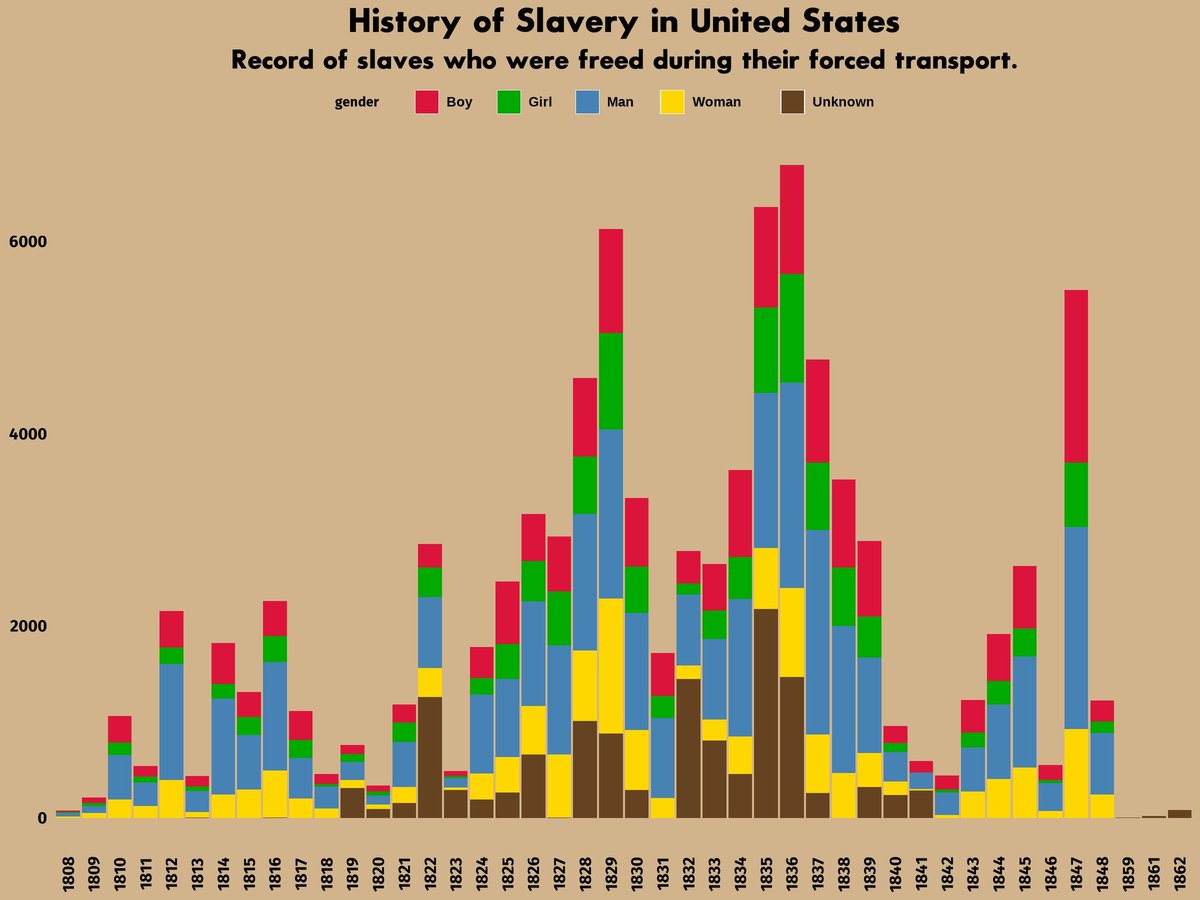 History of Slavery in United States
Record of slaves who were freed during their forced transport.
gender Boy Girl Man Woman Unknown
6000
4000
2000
0
1808 1809 1810 1811 1812 1813 1814 1815 1816 1817 1818 1819 1820 1821 1822 1823 1824 1825 1826 1827 1828 1829 1830 1831 1832 1833 1834 1835 1836 1837 1838 1839 1840 1841 1842 1843 1844 1845 1846 1847 1848 1859 1861 1862